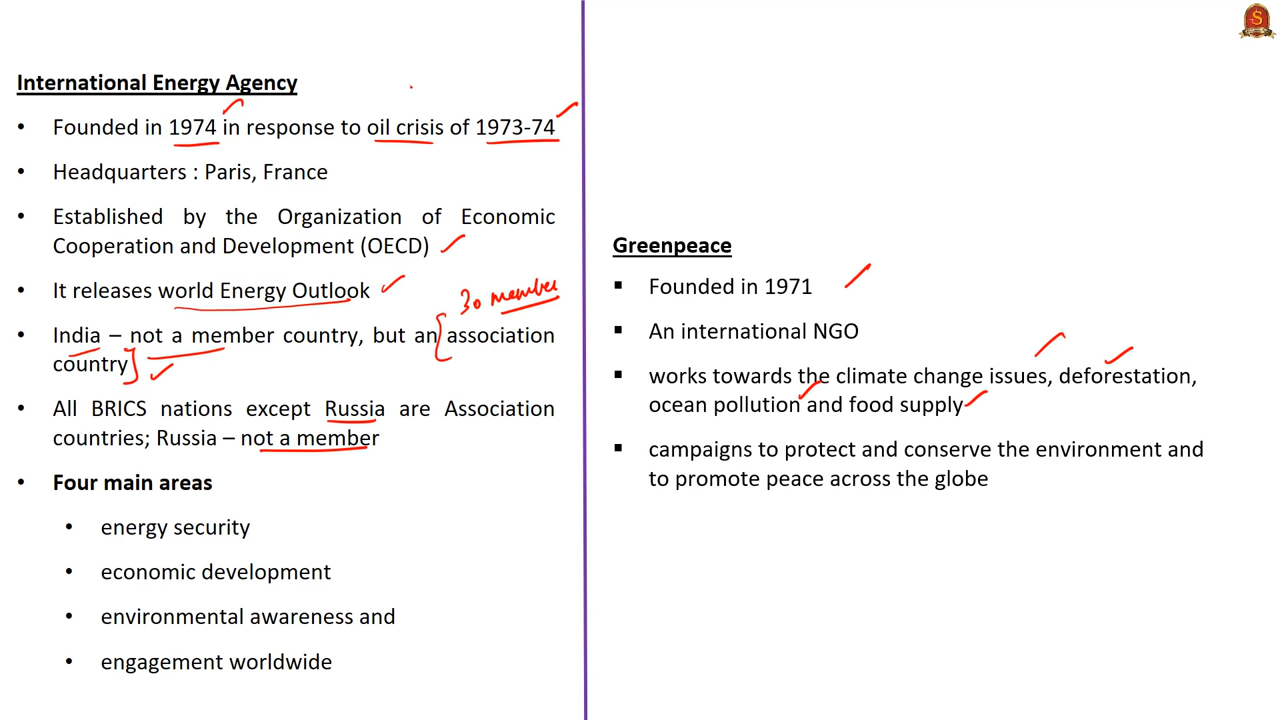 International Energy Agency
• Founded in 1974 in response to oil crisis of 1973-74
• Headquarters : Paris, France
• Established by the Organization of Economic
Cooperation and Development (OECD)
• It releases world Energy Outlook
30 member
• India – not a member country, but an association
country
• All BRICS nations except Russia are Association
countries; Russia – not a member
• Four main areas
• energy security
• economic development
• environmental awareness and
• engagement worldwide
Greenpeace
▪ Founded in 1971
▪ An international NGO
▪ works towards the climate change issues, deforestation,
ocean pollution and food supply
▪ campaigns to protect and conserve the environment and
to promote peace across the globe
S